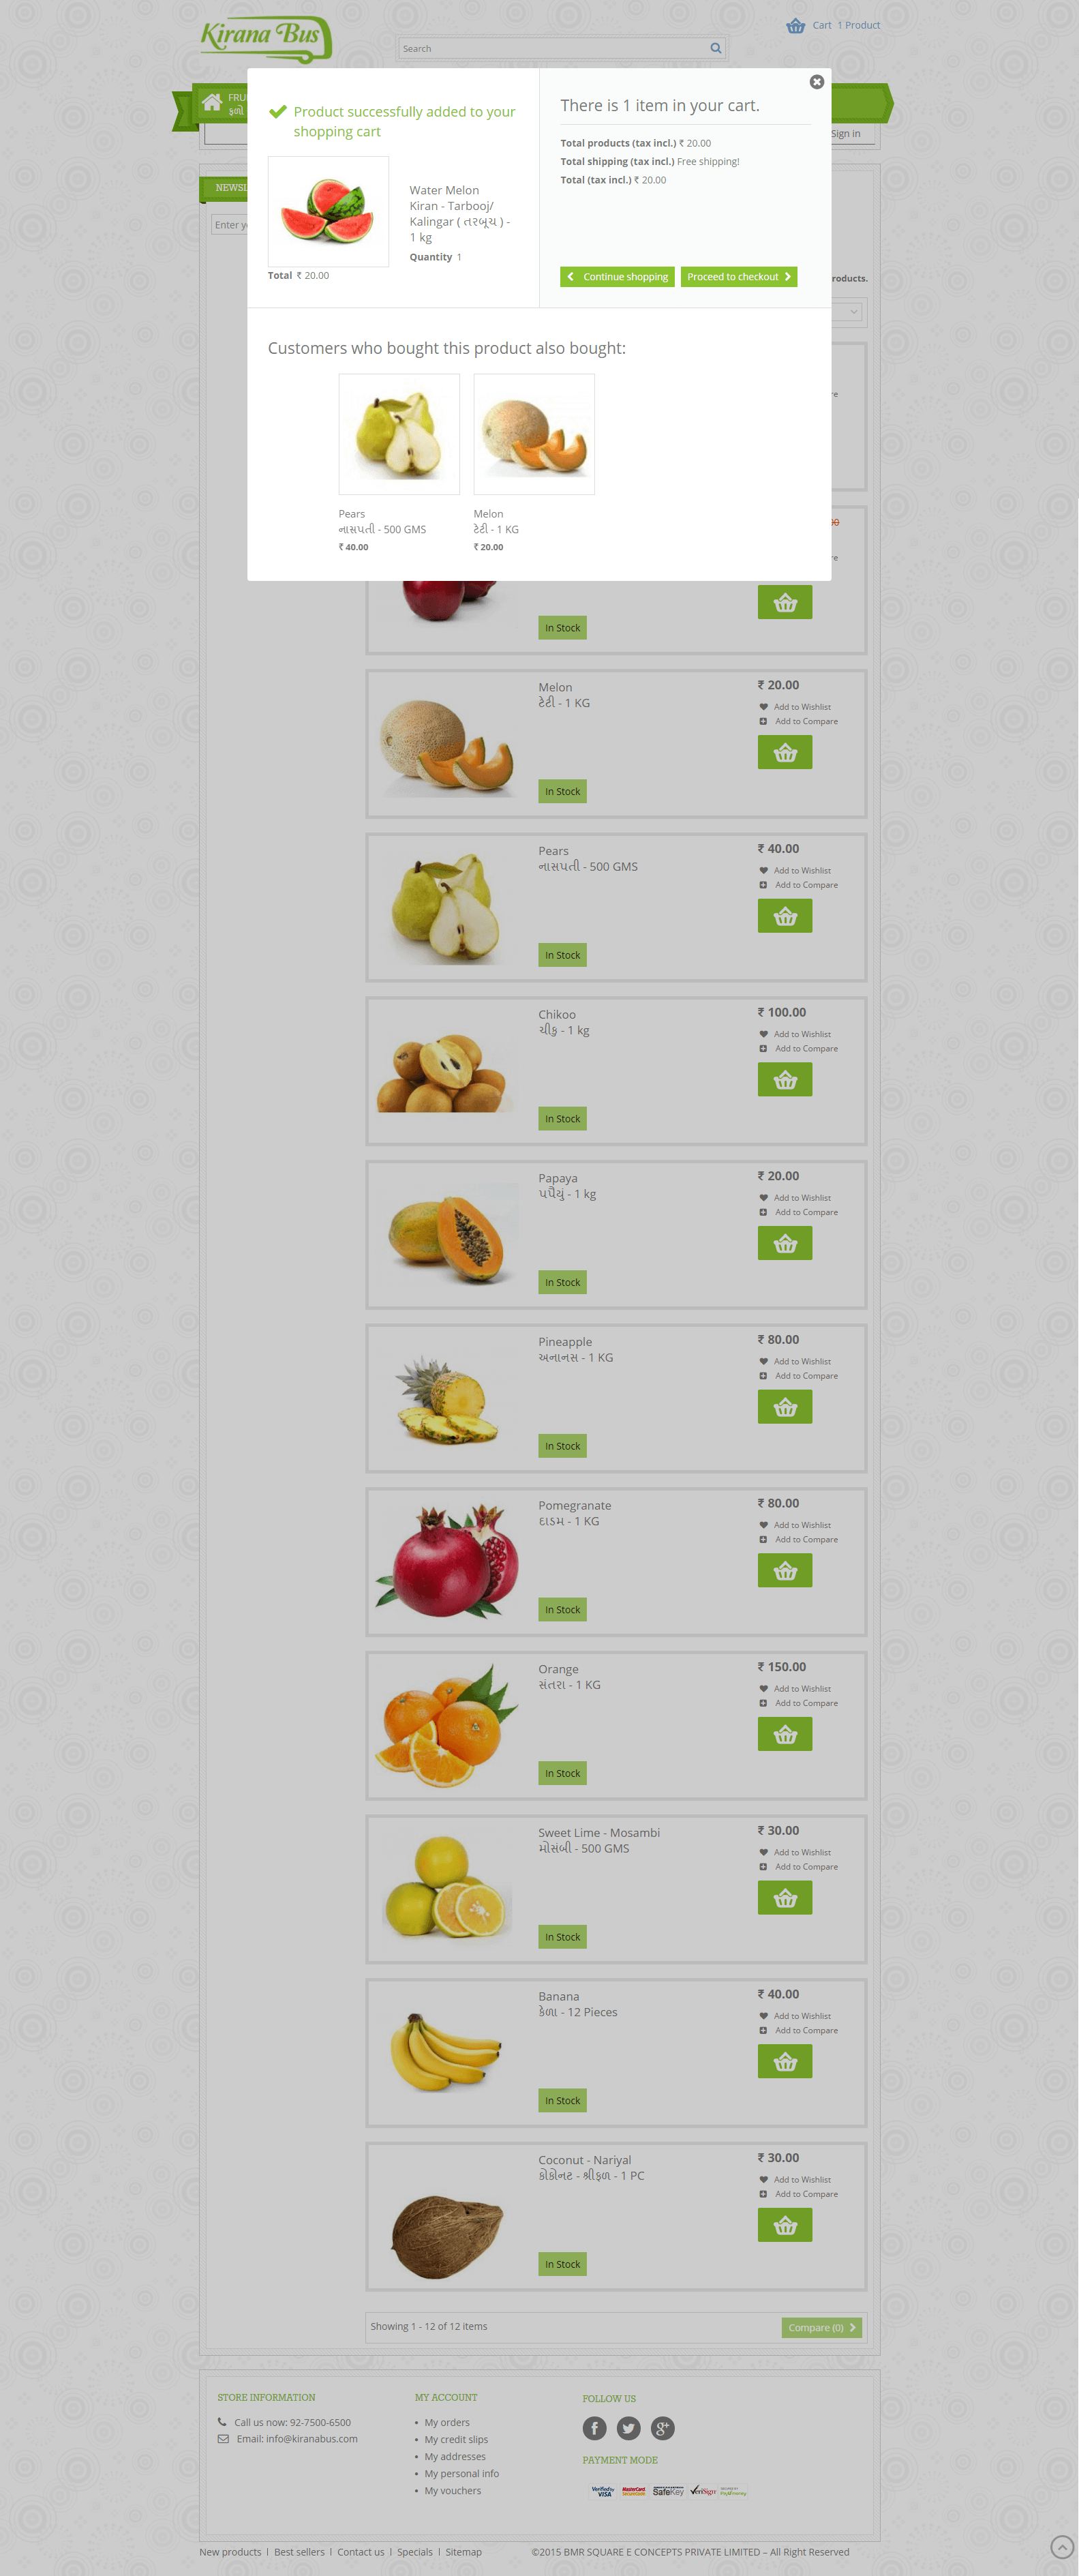 Kirana Bus
Cart 1 Product
Search
FRU
ફળો
Sign in
Product successfully added to your
shopping cart
Water Melon
Kiran - Tarbooj/
Kalingar ( તરબૂચ ) -
1 kg
Quantity 1
Total ₹ 20.00
There is 1 item in your cart.
Total products (tax incl.) ₹ 20.00
Total shipping (tax incl.) Free shipping!
Total (tax incl.) ₹ 20.00
Continue shopping
Proceed to checkout
NEWSL
Enter y
roducts.
Customers who bought this product also bought:
Pears
નાસપતી - 500 GMS
₹ 40.00
Melon
ટેટી - 1 KG
₹ 20.00
re
re
In Stock
Melon
ટેટી - 1 KG
₹ 20.00
Add to Wishlist
Add to Compare
In Stock
Pears
નાસપતી - 500 GMS
₹ 40.00
Add to Wishlist
Add to Compare
In Stock
Chikoo
ચીકુ - 1 kg
₹ 100.00
Add to Wishlist
Add to Compare
In Stock
Papaya
પપૈયું - 1 kg
₹ 20.00
Add to Wishlist
Add to Compare
In Stock
Pineapple
અનાનસ - 1 KG
₹ 80.00
Add to Wishlist
Add to Compare
In Stock
Pomegranate
દાડમ - 1 KG
₹ 80.00
Add to Wishlist
Add to Compare
In Stock
Orange
સંતરા - 1 KG
₹ 150.00
Add to Wishlist
Add to Compare
In Stock
Sweet Lime - Mosambi
મોસંબી - 500 GMS
₹ 30.00
Add to Wishlist
Add to Compare
In Stock
Banana
કેળા - 12 Pieces
₹ 40.00
Add to Wishlist
Add to Compare
In Stock
Coconut - Nariyal
કોકોનટ - શ્રીફળ - 1 PC
₹ 30.00
Add to Wishlist
Add to Compare
In Stock
Showing 1 - 12 of 12 items
Compare (0)
STORE INFORMATION
Call us now: 92-7500-6500
Email: info@kiranabus.com
MY ACCOUNT
My orders
My credit slips
My addresses
My personal info
My vouchers
FOLLOW US
PAYMENT MODE
Verified by
VISA
MasterCard
SecureCode
SafeKey
VeriSign
PayUmoney
New products | Best sellers | Contact us | Specials | Sitemap
©2015 BMR SQUARE E CONCEPTS PRIVATE LIMITED – All Right Reserved